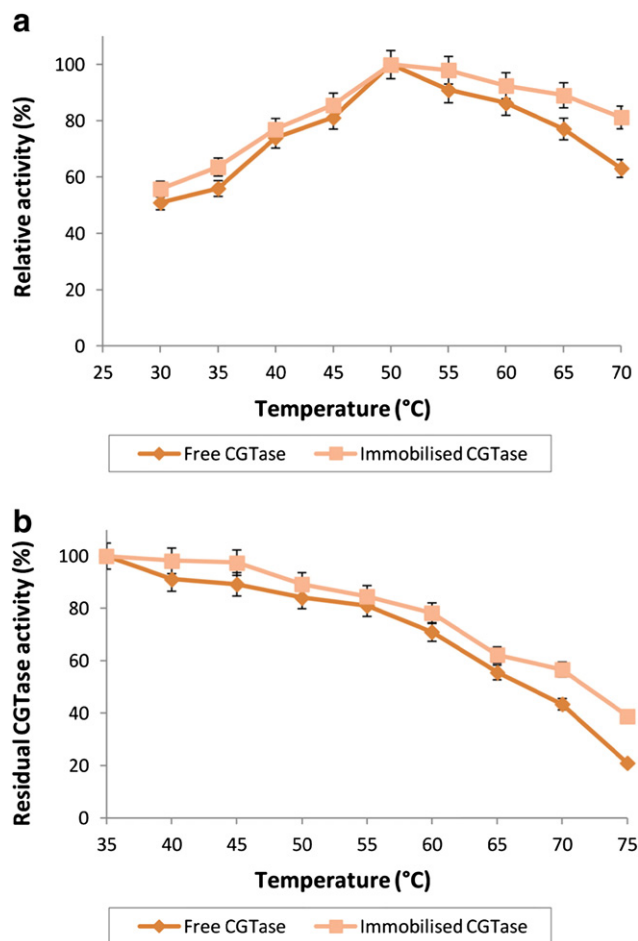 a
Relative activity (%)
100
80
60
40
20
0
25 30 35 40 45 50 55 60 65 70
Temperature (°C)
Free CGTase Immobilised CGTase
b
Residual CGTase activity (%)
100
80
60
40
20
0
35 40 45 50 55 60 65 70 75
Temperature (°C)
Free CGTase Immobilised CGTase